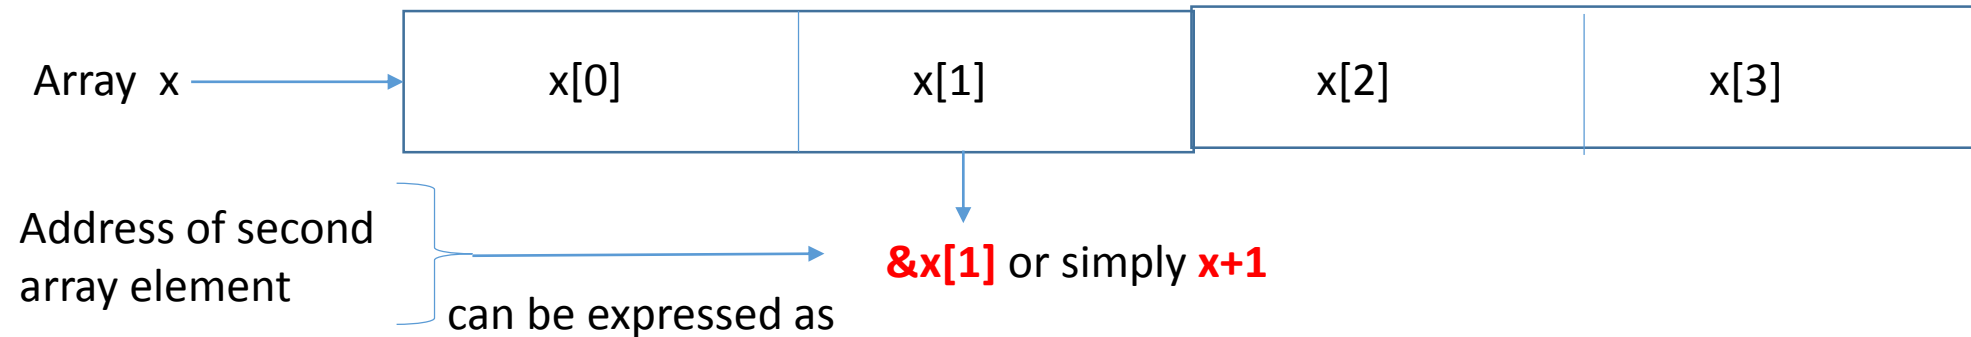 Array x x[0] x[1] x[2] x[3]
Address of second
array element
&x[1] or simply x+1
can be expressed as